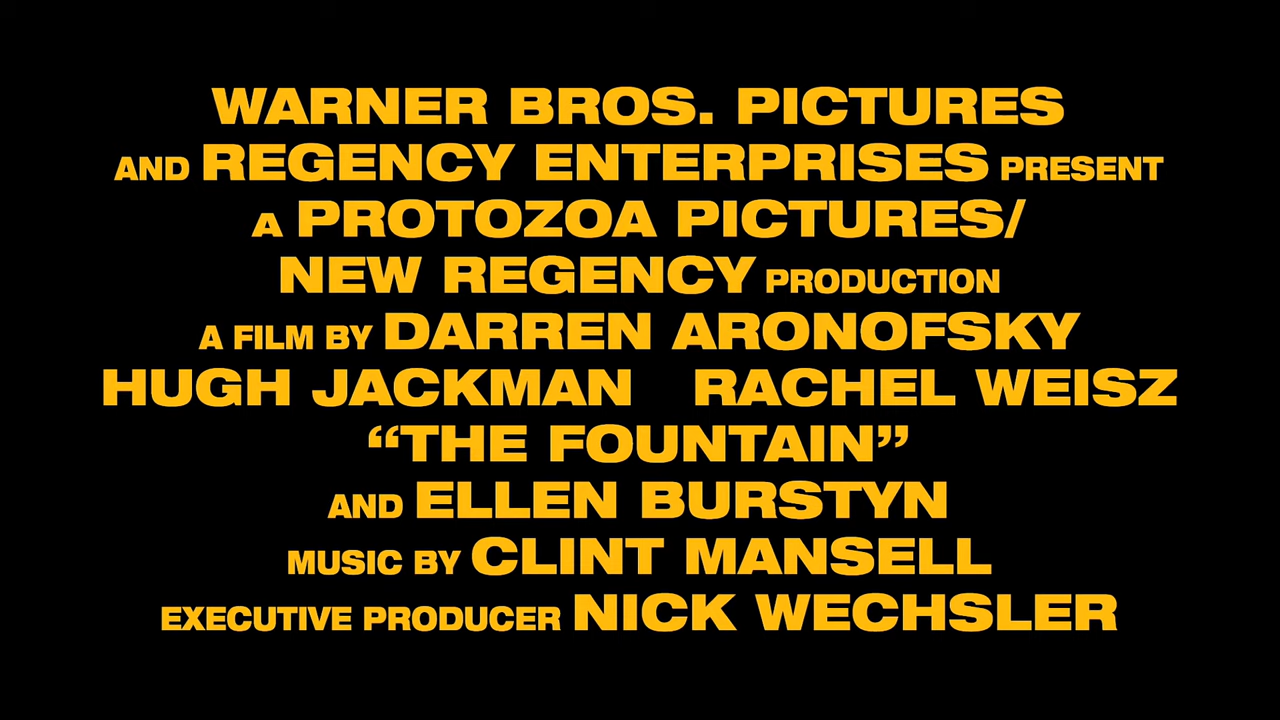 WARNER BROS. PICTURES
AND REGENCY ENTERPRISES PRESENT
A PROTOZOA PICTURES/
NEW REGENCY PRODUCTION
A FILM BY DARREN ARONOFSKY
HUGH JACKMAN RACHEL WEISZ
“THE FOUNTAIN”
AND ELLEN BURSTYN
MUSIC BY CLINT MANSELL
EXECUTIVE PRODUCER NICK WECHSLER